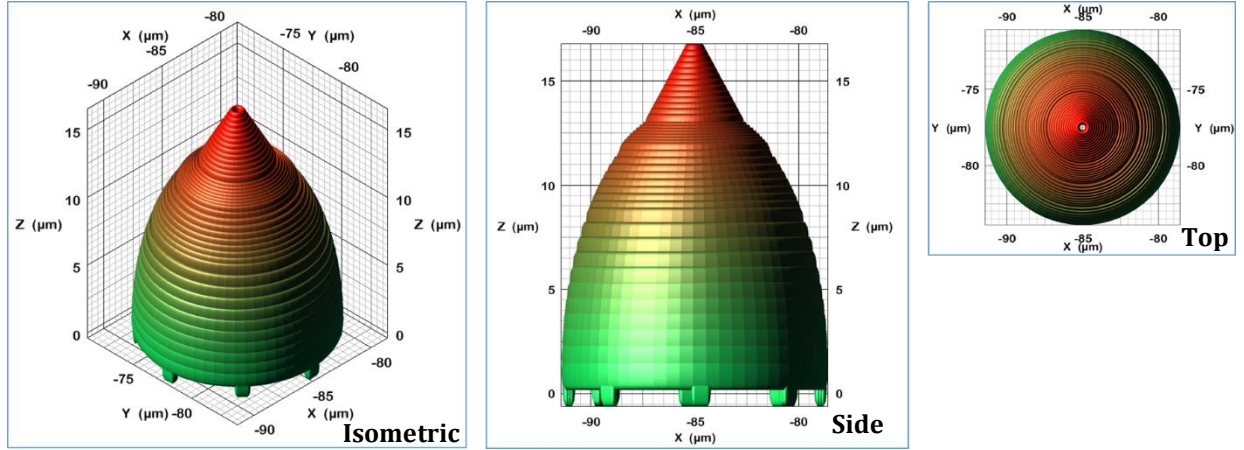 -80
X (µm) -75 Y (µm)
-85 -80
-90
15 15
10 10
Z (µm) Z (µm)
5 5
0 0
-75 -80
Y (µm) -80 -85
X (µm)
-90
Isometric
X (µm)
-90 -85 -80
15 15
10 10
Z (µm) Z (µm)
5 5
0 0
-90 -85 -80
X (µm)
Side
X (µm)
-90 -85 -80
-75 -75
Y (µm) Y (µm)
-80 -80
-90 -85 -80
X (µm)
Top